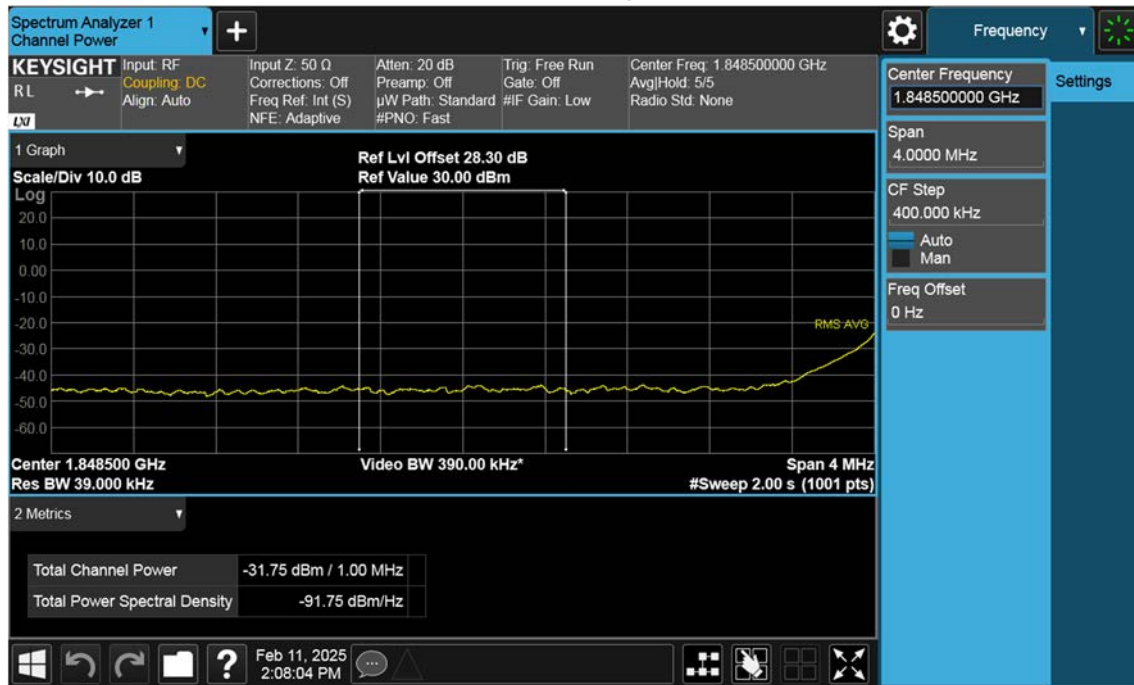 Spectrum Analyzer 1
Channel Power
Frequency
KEYSIGHT
RL
LXI
Input: RF
Coupling: DC
Align: Auto
Input Z: 50 Ω
Corrections: Off
Freq Ref: Int (S)
NFE: Adaptive
Atten: 20 dB
Preamp: Off
µW Path: Standard
#PNO: Fast
Trig: Free Run
Gate: Off
#IF Gain: Low
Center Freq: 1.848500000 GHz
Avg|Hold: 5/5
Radio Std: None
Center Frequency
1.848500000 GHz
Settings
Span
4.0000 MHz
CF Step
400.000 kHz
Auto
Man
Freq Offset
0 Hz
1 Graph
Scale/Div 10.0 dB
Ref Lvl Offset 28.30 dB
Ref Value 30.00 dBm
Log
20.0
10.0
0.00
-10.0
-20.0
RMS AVG
-30.0
-40.0
-50.0
-60.0
Center 1.848500 GHz
Video BW 390.00 kHz*
Span 4 MHz
Res BW 39.000 kHz
#Sweep 2.00 s (1001 pts)
2 Metrics
Total Channel Power -31.75 dBm / 1.00 MHz
Total Power Spectral Density -91.75 dBm/Hz
Feb 11, 2025
2:08:04 PM